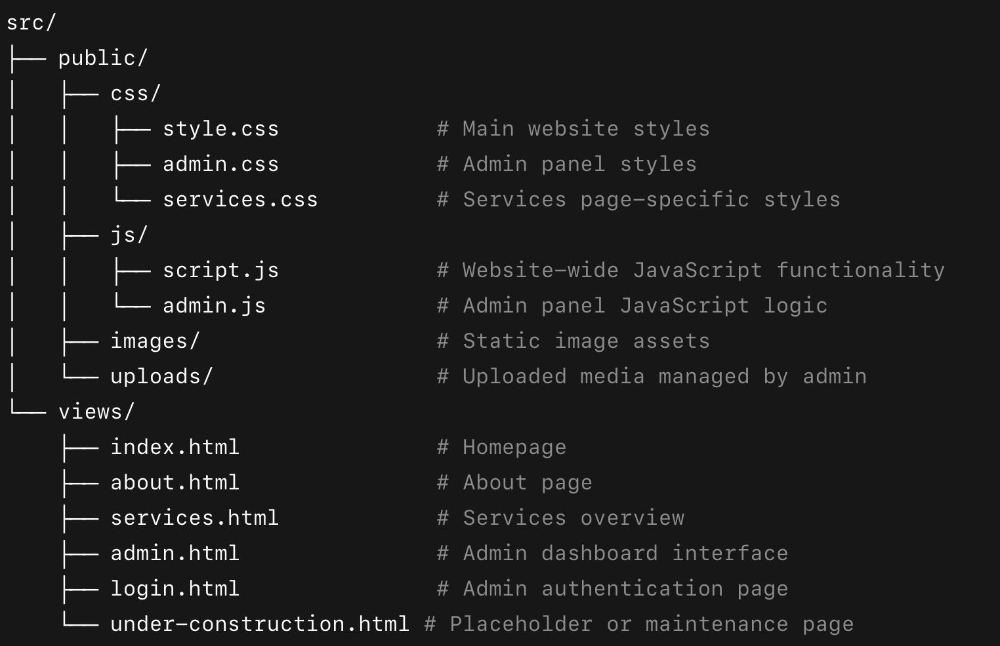 src/
├── public/
│   ├── css/
│   │   ├── style.css            # Main website styles
│   │   ├── admin.css            # Admin panel styles
│   │   └── services.css         # Services page-specific styles
│   ├── js/
│   │   ├── script.js            # Website-wide JavaScript functionality
│   │   └── admin.js             # Admin panel JavaScript logic
│   ├── images/                  # Static image assets
│   └── uploads/                 # Uploaded media managed by admin
└── views/
    ├── index.html               # Homepage
    ├── about.html               # About page
    ├── services.html            # Services overview
    ├── admin.html               # Admin dashboard interface
    ├── login.html               # Admin authentication page
    └── under-construction.html # Placeholder or maintenance page